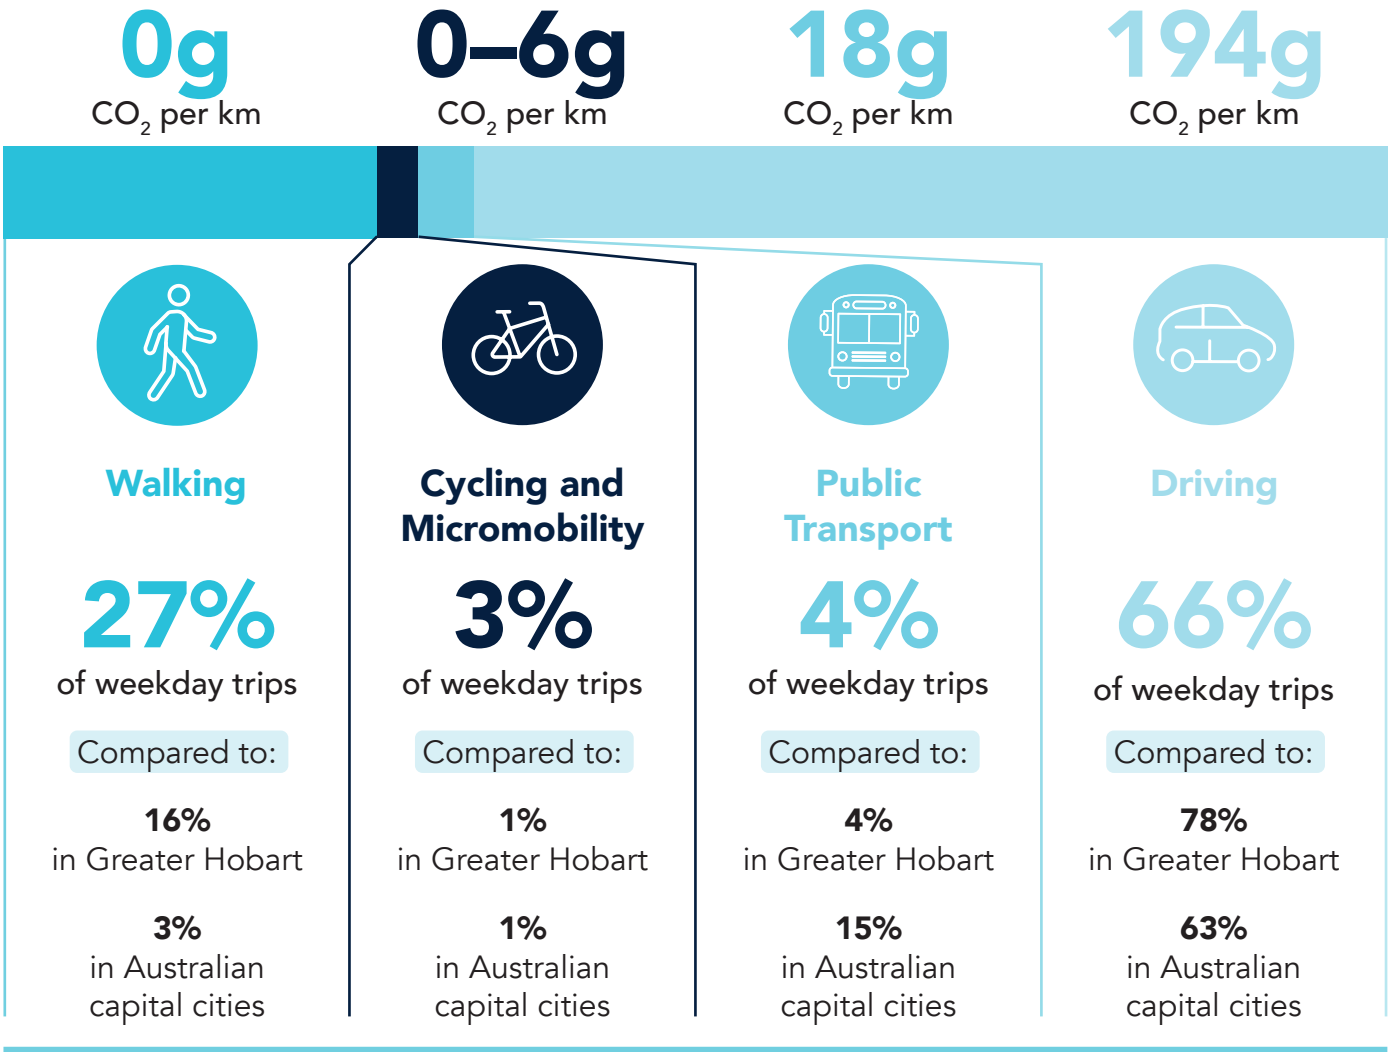 0g
CO₂ per km
0–6g
CO₂ per km
18g
CO₂ per km
194g
CO₂ per km
Walking
27%
of weekday trips
Compared to:
16%
in Greater Hobart
3%
in Australian
capital cities
Cycling and
Micromobility
3%
of weekday trips
Compared to:
1%
in Greater Hobart
1%
in Australian
capital cities
Public
Transport
4%
of weekday trips
Compared to:
4%
in Greater Hobart
15%
in Australian
capital cities
Driving
66%
of weekday trips
Compared to:
78%
in Greater Hobart
63%
in Australian
capital cities